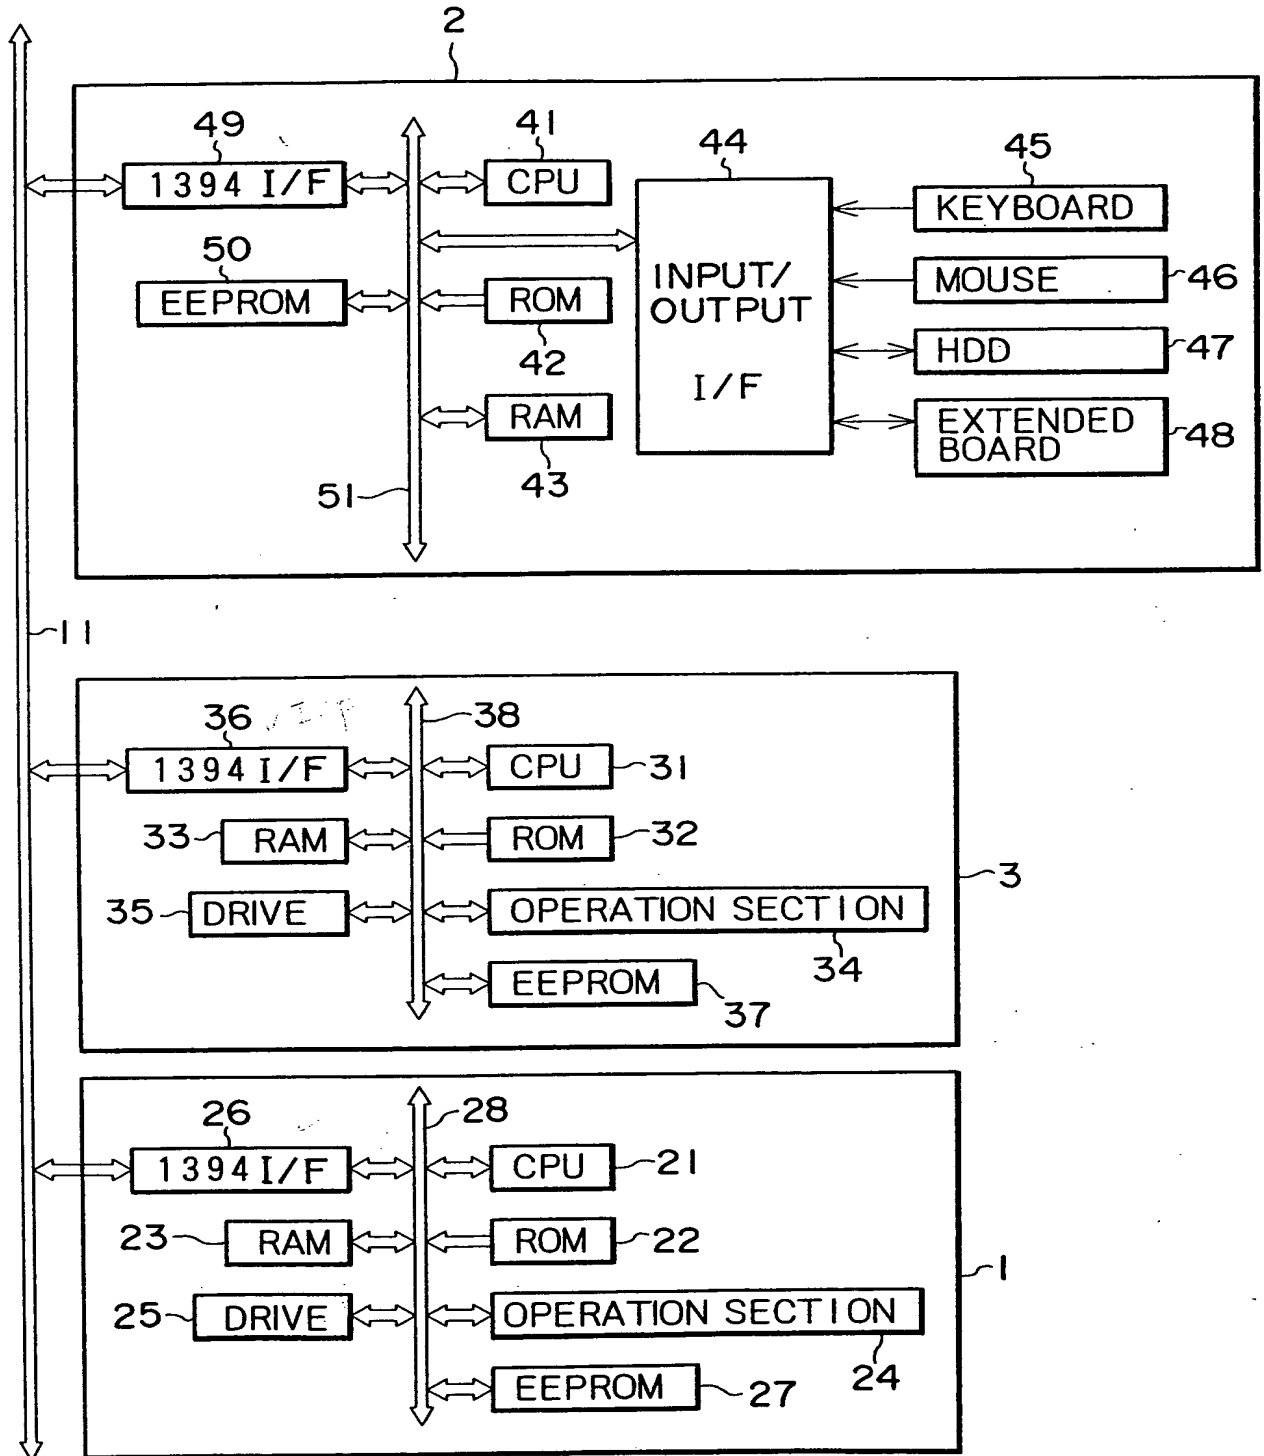 2
49
41
44
45
1394 I/F
CPU
KEYBOARD
50
INPUT/
OUTPUT
I/F
MOUSE
46
EEPROM
ROM
42
HDD
47
RAM
43
EXTENDED
BOARD
48
51
11
36
38
1394 I/F
CPU
31
33
RAM
ROM
32
3
35
DRIVE
OPERATION SECTION
34
EEPROM
37
26
28
1394 I/F
CPU
21
23
RAM
ROM
22
1
25
DRIVE
OPERATION SECTION
24
EEPROM
27